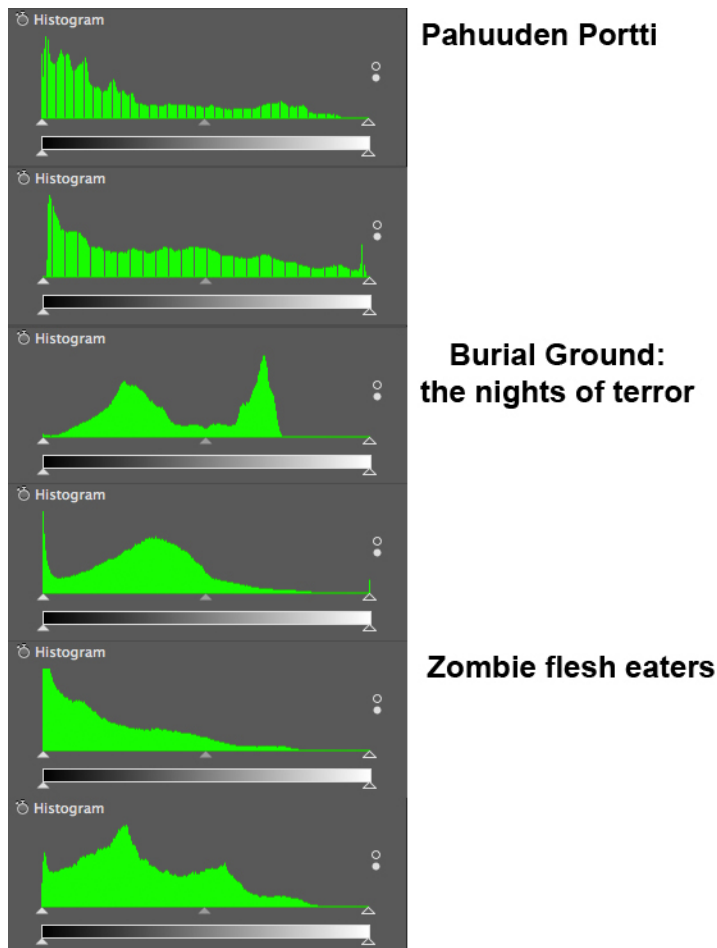 Histogram
Pahuuden Portti
Histogram
Histogram
Burial Ground:
the nights of terror
Histogram
Histogram
Zombie flesh eaters
Histogram